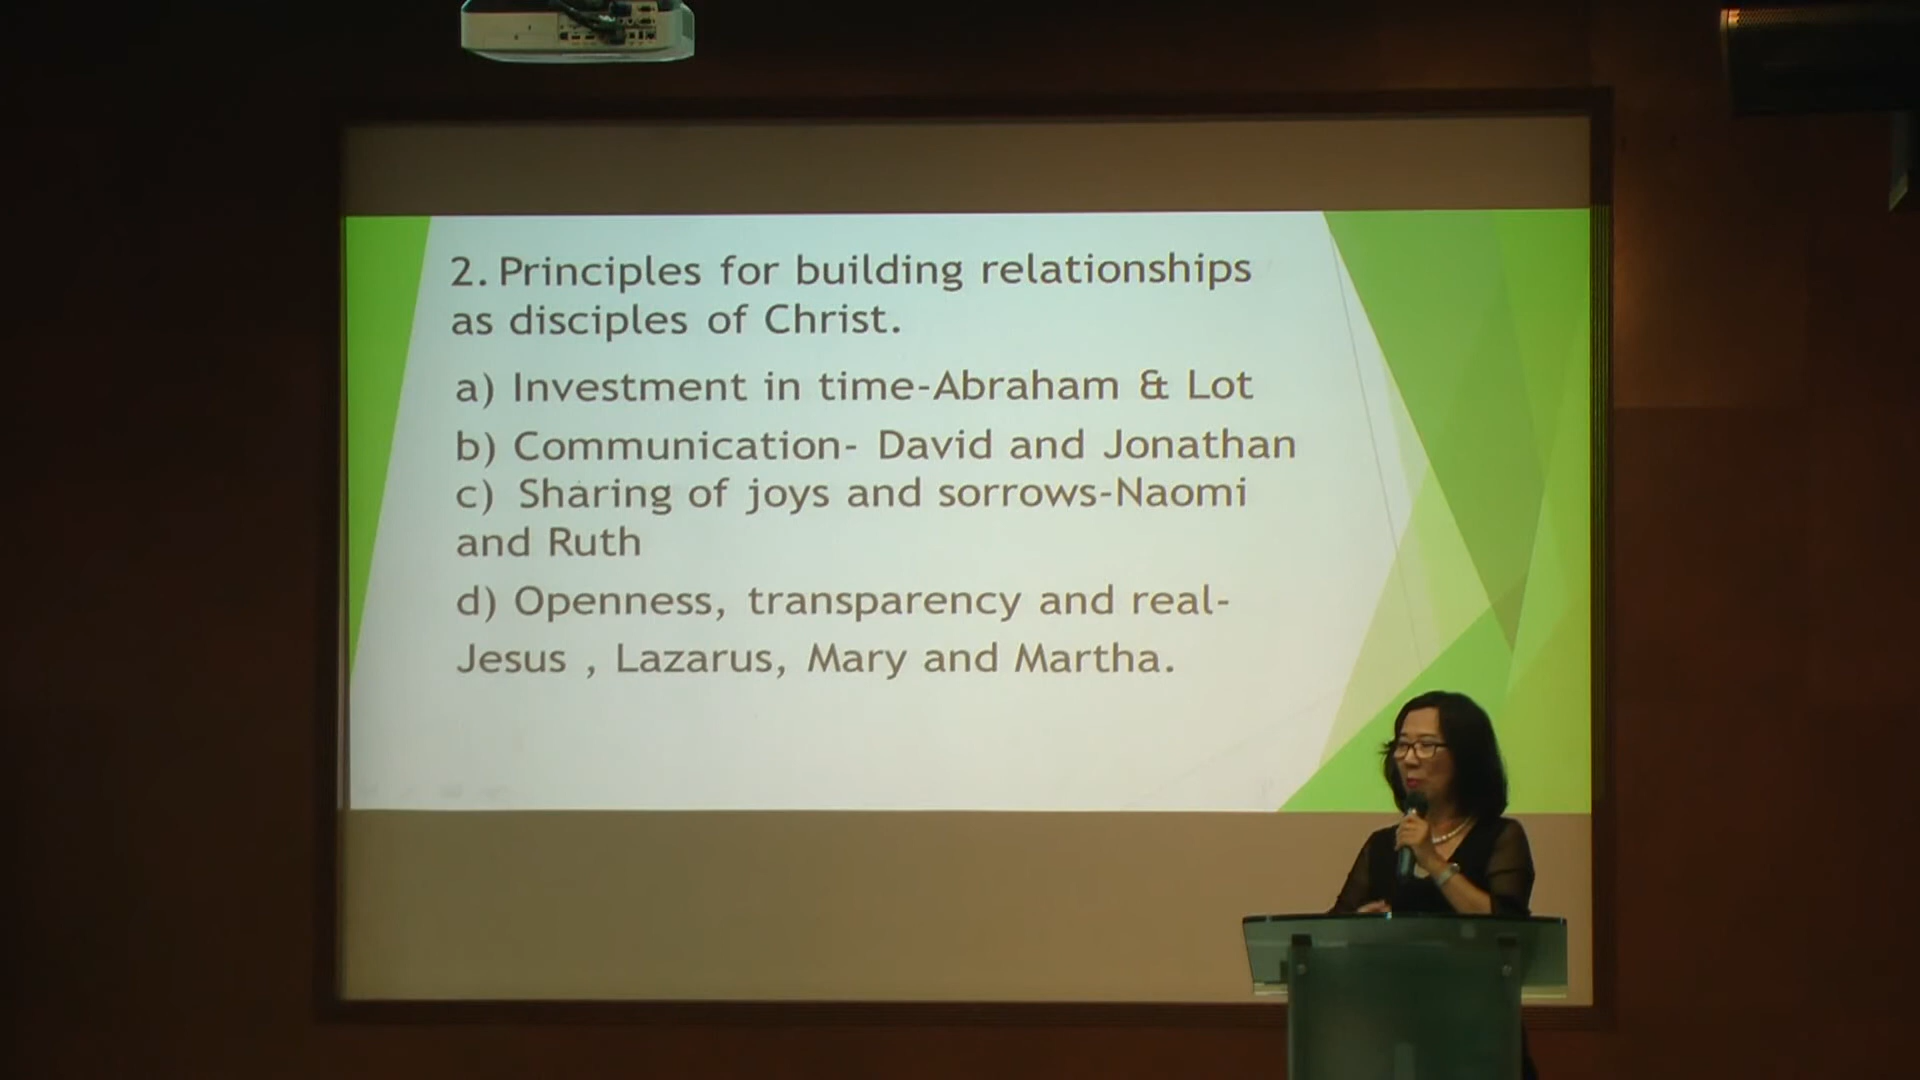 2. Principles for building relationships
as disciples of Christ.
a) Investment in time-Abraham & Lot
b) Communication- David and Jonathan
c) Sharing of joys and sorrows-Naomi
and Ruth
d) Openness, transparency and real-
Jesus , Lazarus, Mary and Martha.